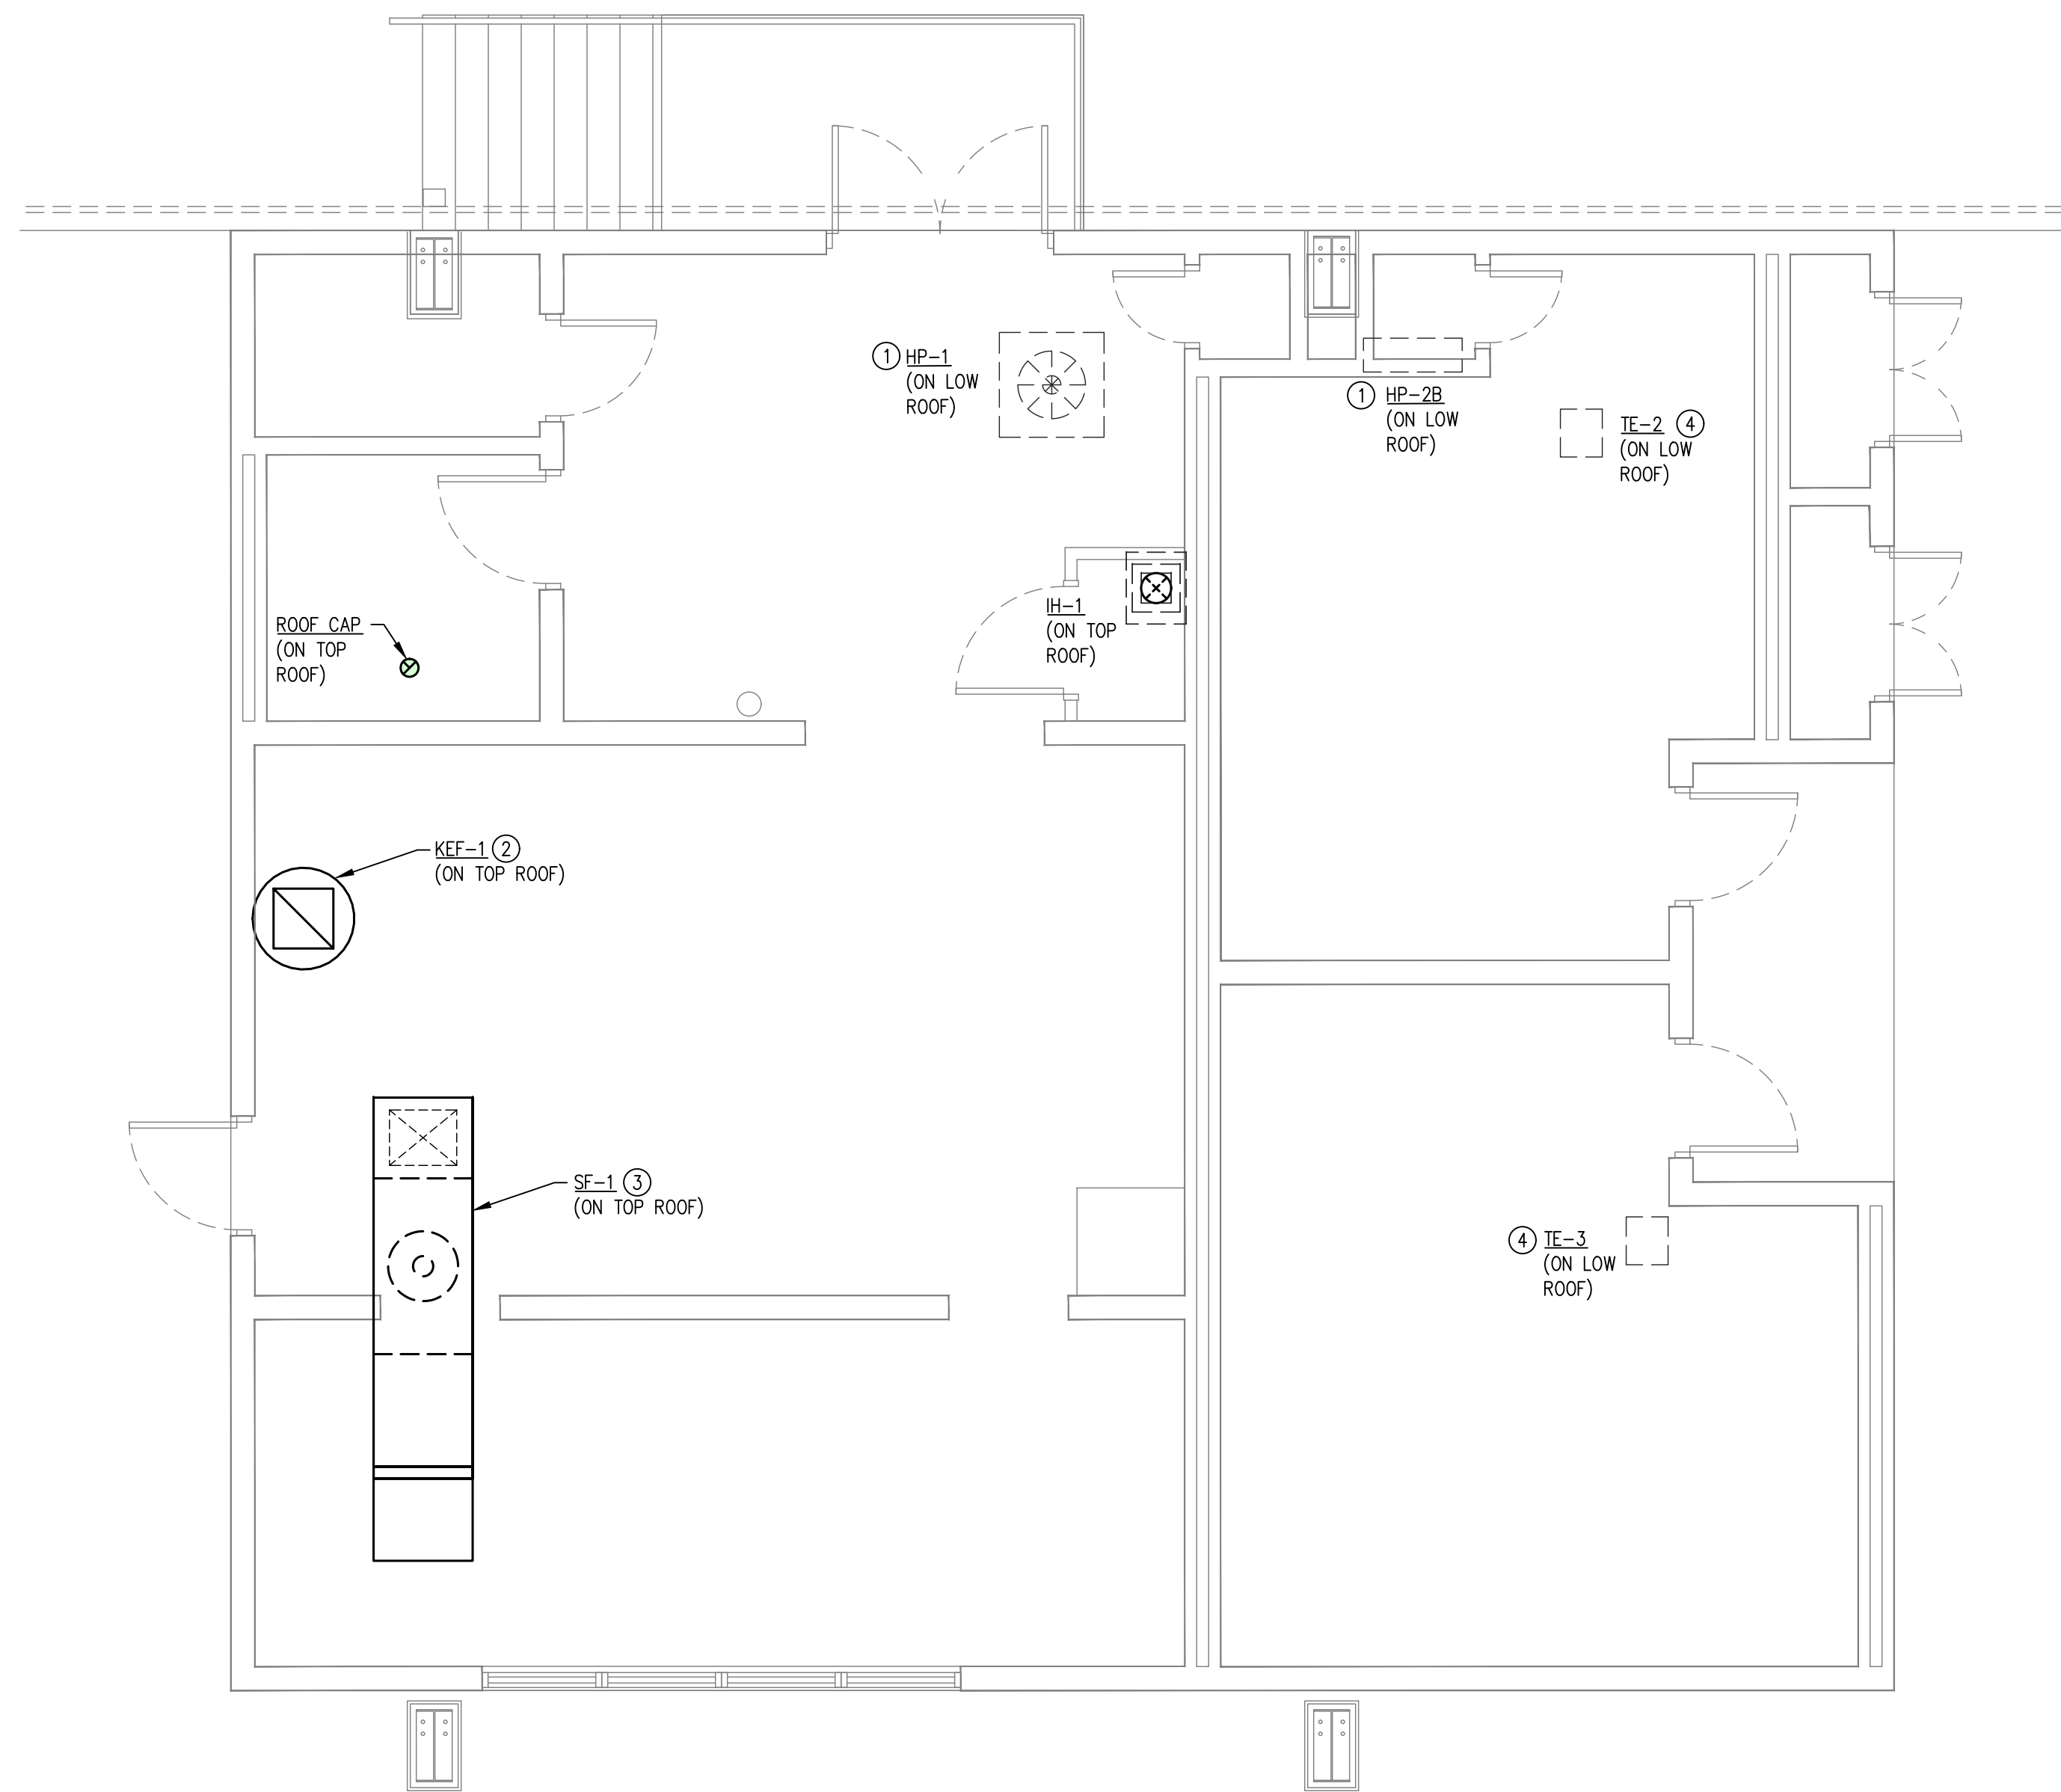 ① HP-1
(ON LOW
ROOF)
① HP-2B
(ON LOW
ROOF)
TE-2 ④
(ON LOW
ROOF)
ROOF CAP
(ON TOP
ROOF)
IH-1
(ON TOP
ROOF)
KEF-1 ②
(ON TOP ROOF)
SF-1 ③
(ON TOP ROOF)
④ TE-3
(ON LOW
ROOF)